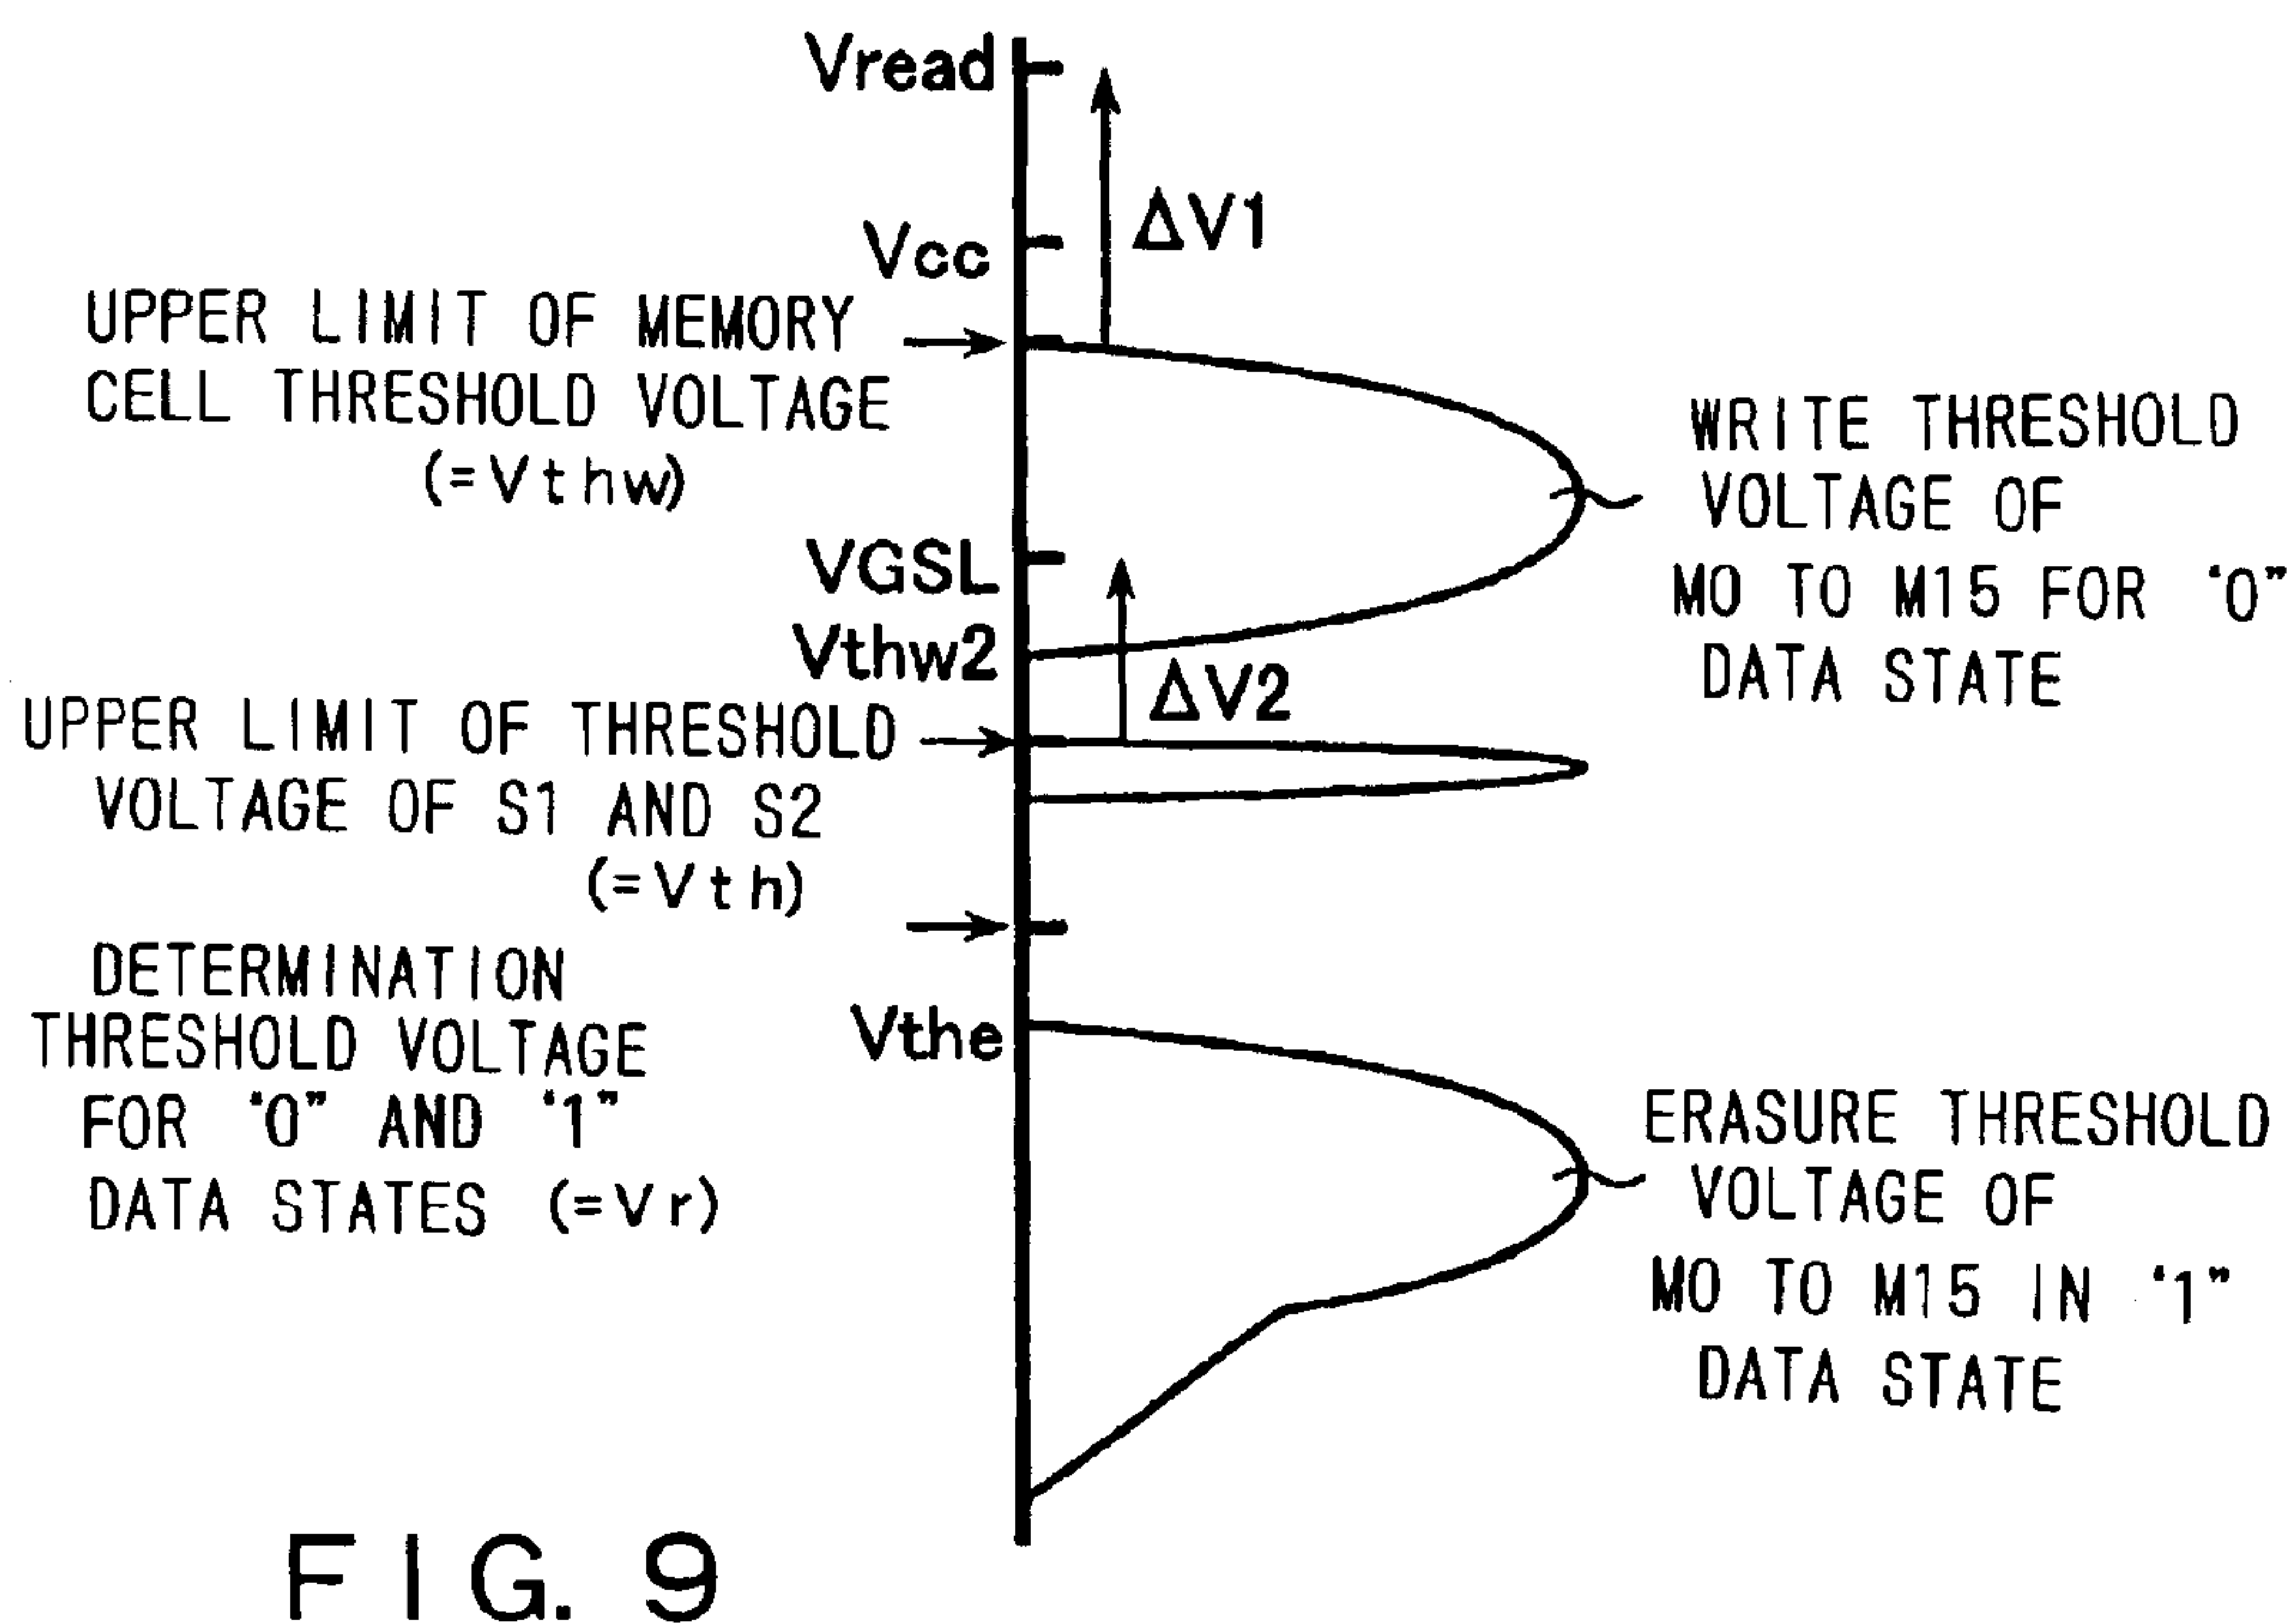 Vread
ΔV1
Vcc
UPPER LIMIT OF MEMORY
CELL THRESHOLD VOLTAGE
(=Vthw)
WRITE THRESHOLD
VOLTAGE OF
M0 TO M15 FOR "0"
DATA STATE
VGSL
Vthw2
ΔV2
UPPER LIMIT OF THRESHOLD
VOLTAGE OF S1 AND S2
(=Vth)
DETERMINATION
THRESHOLD VOLTAGE
FOR "0" AND "1"
DATA STATES (=Vr)
Vthe
ERASURE THRESHOLD
VOLTAGE OF
M0 TO M15 IN "1"
DATA STATE
FIG. 9